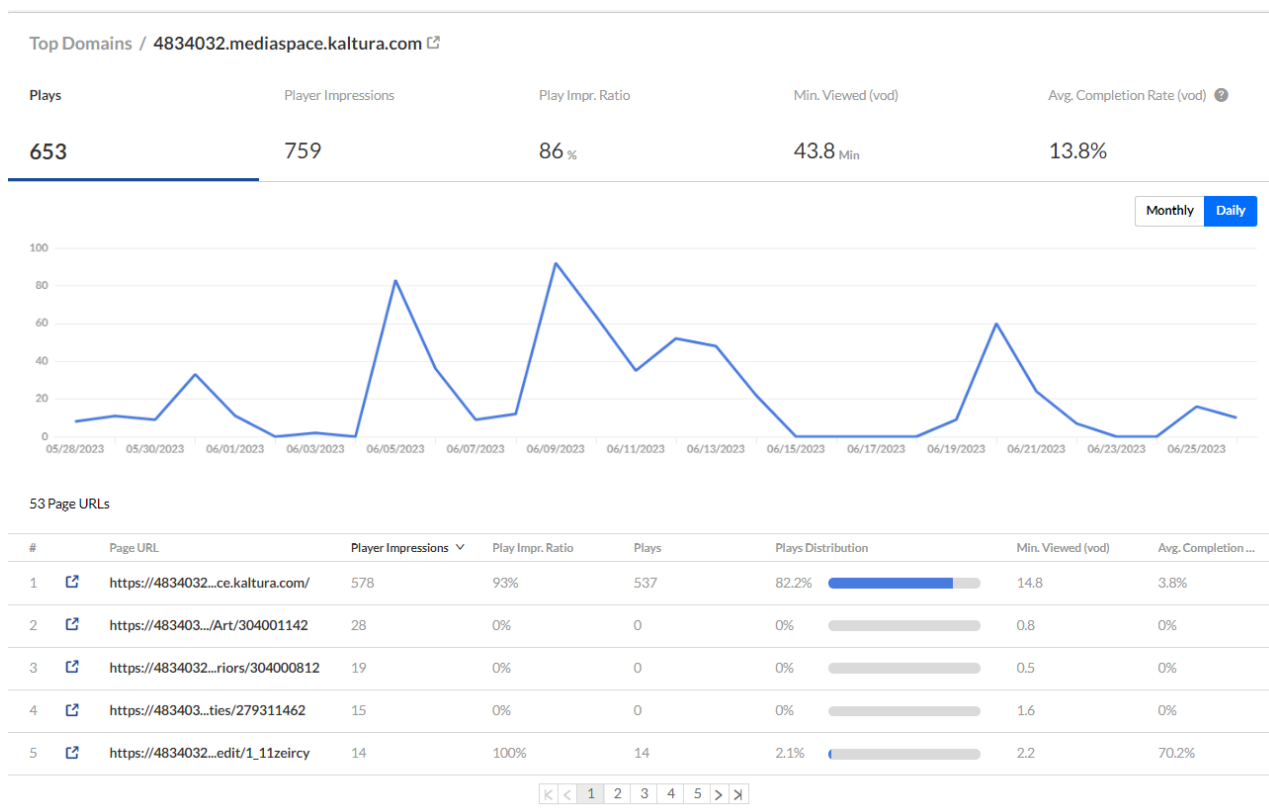 Top Domains / 4834032.mediaspace.kaltura.com
Plays Player Impressions Play Impr. Ratio Min. Viewed (vod) Avg. Completion Rate (vod) ?
653 759 86 % 43.8 Min 13.8%
Monthly Daily
100
80
60
40
20
0
05/28/2023 05/30/2023 06/01/2023 06/03/2023 06/05/2023 06/07/2023 06/09/2023 06/11/2023 06/13/2023 06/15/2023 06/17/2023 06/19/2023 06/21/2023 06/23/2023 06/25/2023
53 Page URLs
# Page URL Player Impressions Play Impr. Ratio Plays Plays Distribution Min. Viewed (vod) Avg. Completion ...
1 https://4834032...ce.kaltura.com/ 578 93% 537 82.2% 14.8 3.8%
2 https://483403.../Art/304001142 28 0% 0 0% 0.8 0%
3 https://4834032...riors/304000812 19 0% 0 0% 0.5 0%
4 https://483403...ties/279311462 15 0% 0 0% 1.6 0%
5 https://4834032...edit/1_11zeircy 14 100% 14 2.1% 2.2 70.2%
1 2 3 4 5